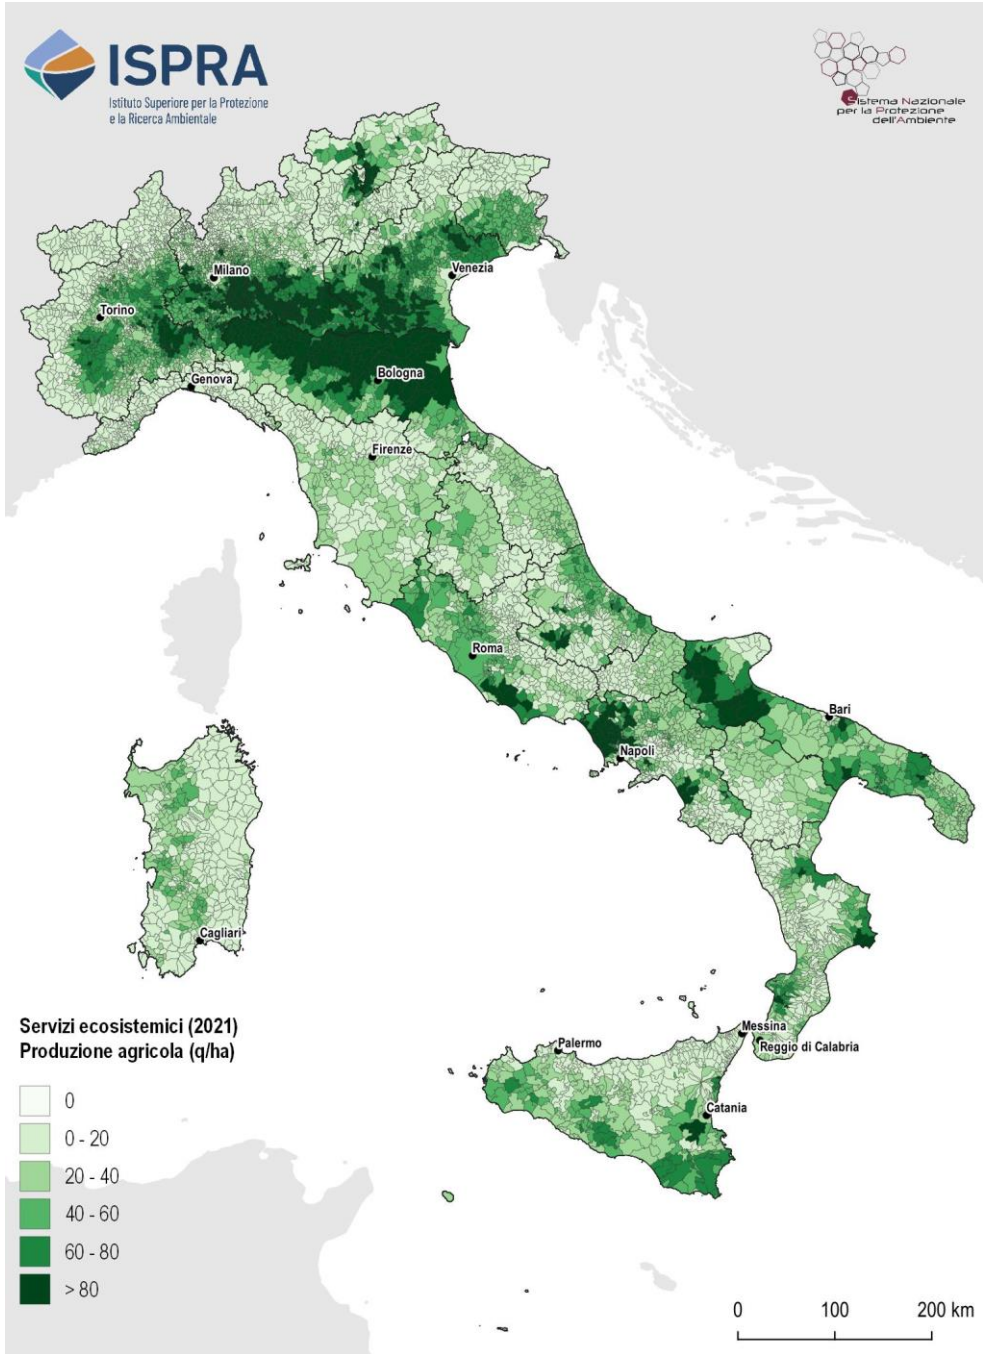 ISPRA
Istituto Superiore per la Protezione
e la Ricerca Ambientale
Sistema Nazionale
per la Protezione
dell'Ambiente
Milano
Venezia
Torino
Genova
Bologna
Firenze
Roma
Bari
Napoli
Cagliari
Messina
Palermo
Reggio di Calabria
Catania
Servizi ecosistemici (2021)
Produzione agricola (q/ha)
0
0 - 20
20 - 40
40 - 60
60 - 80
> 80
0 100 200 km